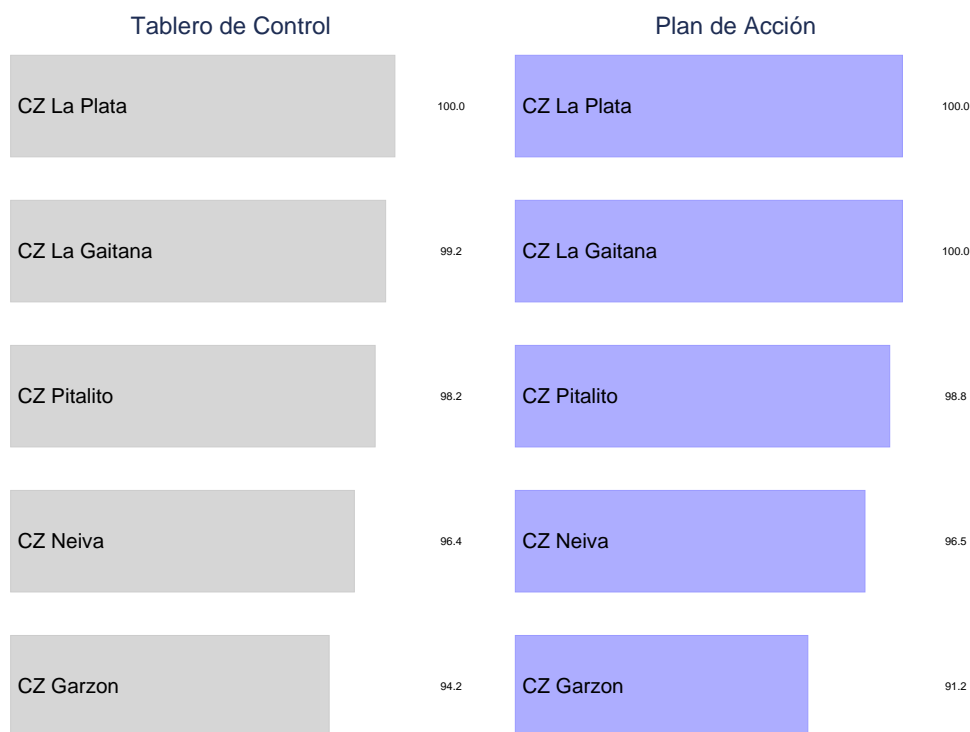 Tablero de Control
CZ La Plata 100.0
CZ La Gaitana 99.2
CZ Pitalito 98.2
CZ Neiva 96.4
CZ Garzon 94.2
Plan de Acción
CZ La Plata 100.0
CZ La Gaitana 100.0
CZ Pitalito 98.8
CZ Neiva 96.5
CZ Garzon 91.2